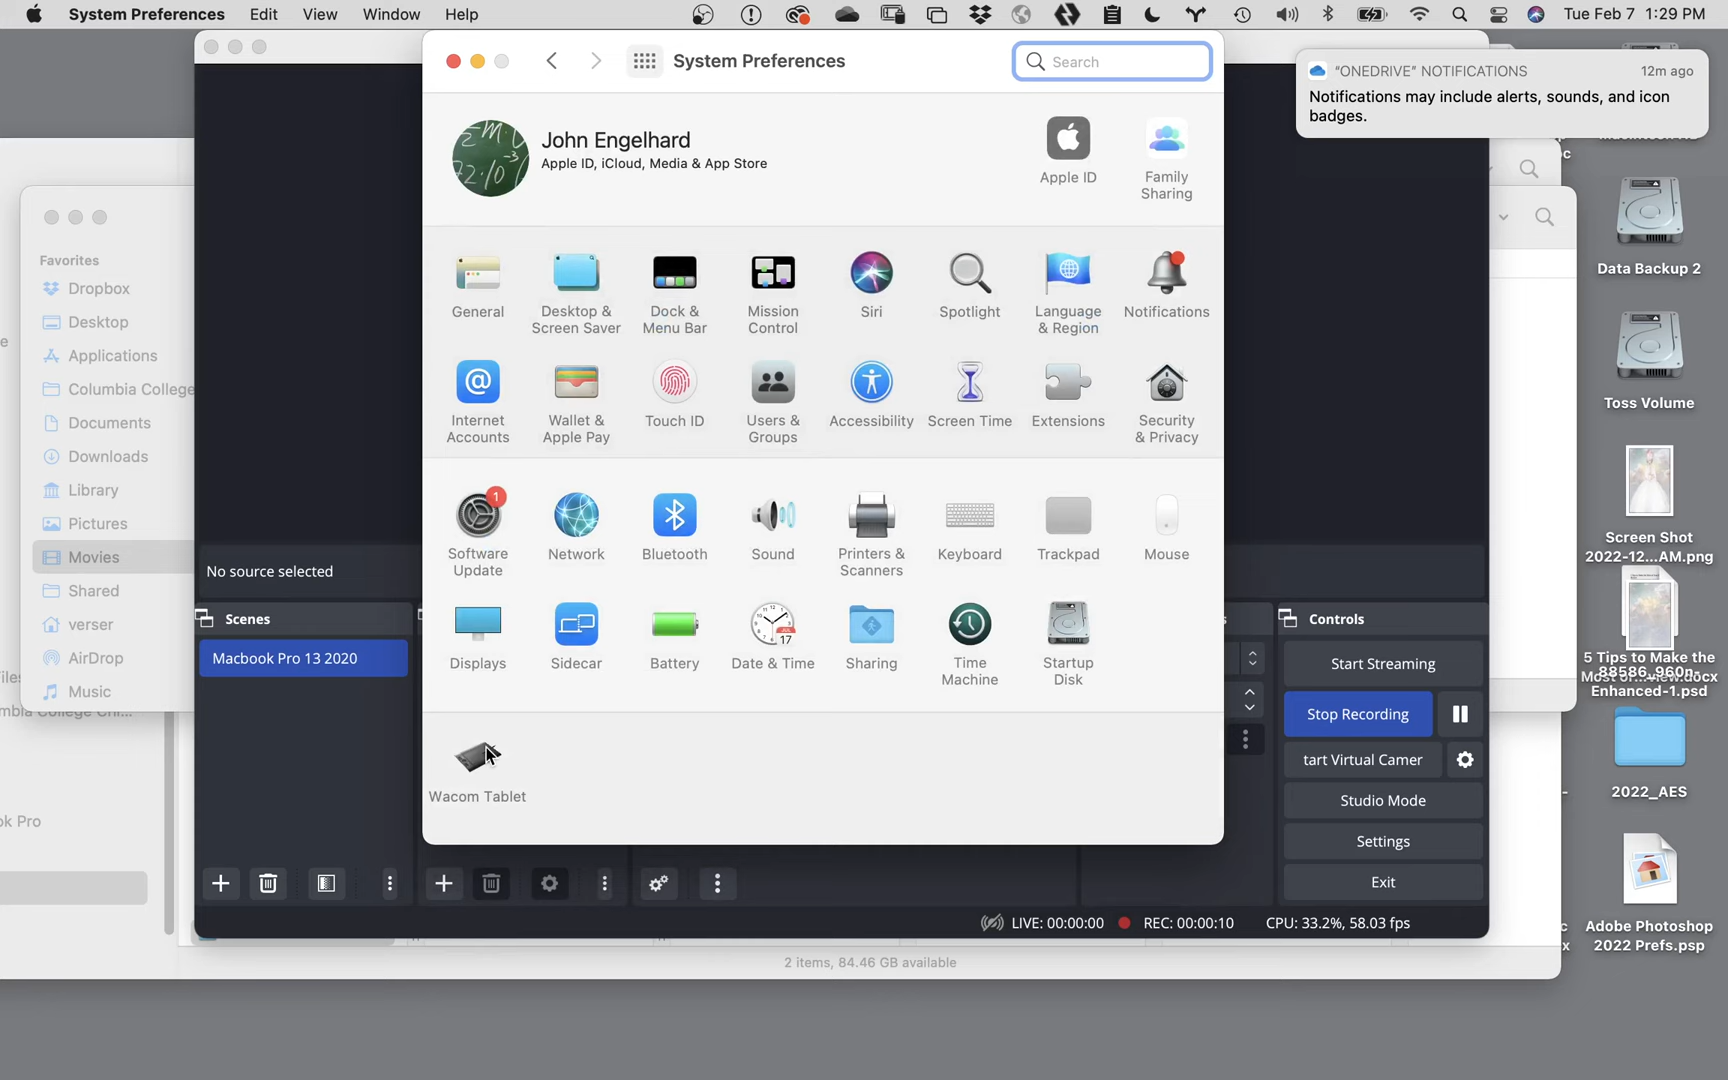 System Preferences Edit View Window Help
Tue Feb 7 1:29 PM
System Preferences
Search
"ONEDRIVE" NOTIFICATIONS 12m ago
Notifications may include alerts, sounds, and icon
badges.
John Engelhard
Apple ID, iCloud, Media & App Store
Apple ID
Family
Sharing
General
Desktop &
Screen Saver
Dock &
Menu Bar
Mission
Control
Siri
Spotlight
Language
& Region
Notifications
Internet
Accounts
Wallet &
Apple Pay
Touch ID
Users &
Groups
Accessibility
Screen Time
Extensions
Security
& Privacy
1
Software
Update
Network
Bluetooth
Sound
Printers &
Scanners
Keyboard
Trackpad
Mouse
Displays
Sidecar
Battery
17
Date & Time
Sharing
Time
Machine
Startup
Disk
Wacom Tablet
Favorites
Dropbox
Desktop
Applications
Columbia College
Documents
Downloads
Library
Pictures
Movies
Shared
verser
AirDrop
Music
ok Pro
No source selected
Scenes
Macbook Pro 13 2020
Controls
Start Streaming
Stop Recording
tart Virtual Camer
Studio Mode
Settings
Exit
LIVE: 00:00:00 REC: 00:00:10 CPU: 33.2%, 58.03 fps
2 items, 84.46 GB available
Data Backup 2
Toss Volume
Screen Shot
2022-12...AM.png
5 Tips to Make the
Enhanced-1.psd
2022_AES
Adobe Photoshop
2022 Prefs.psp